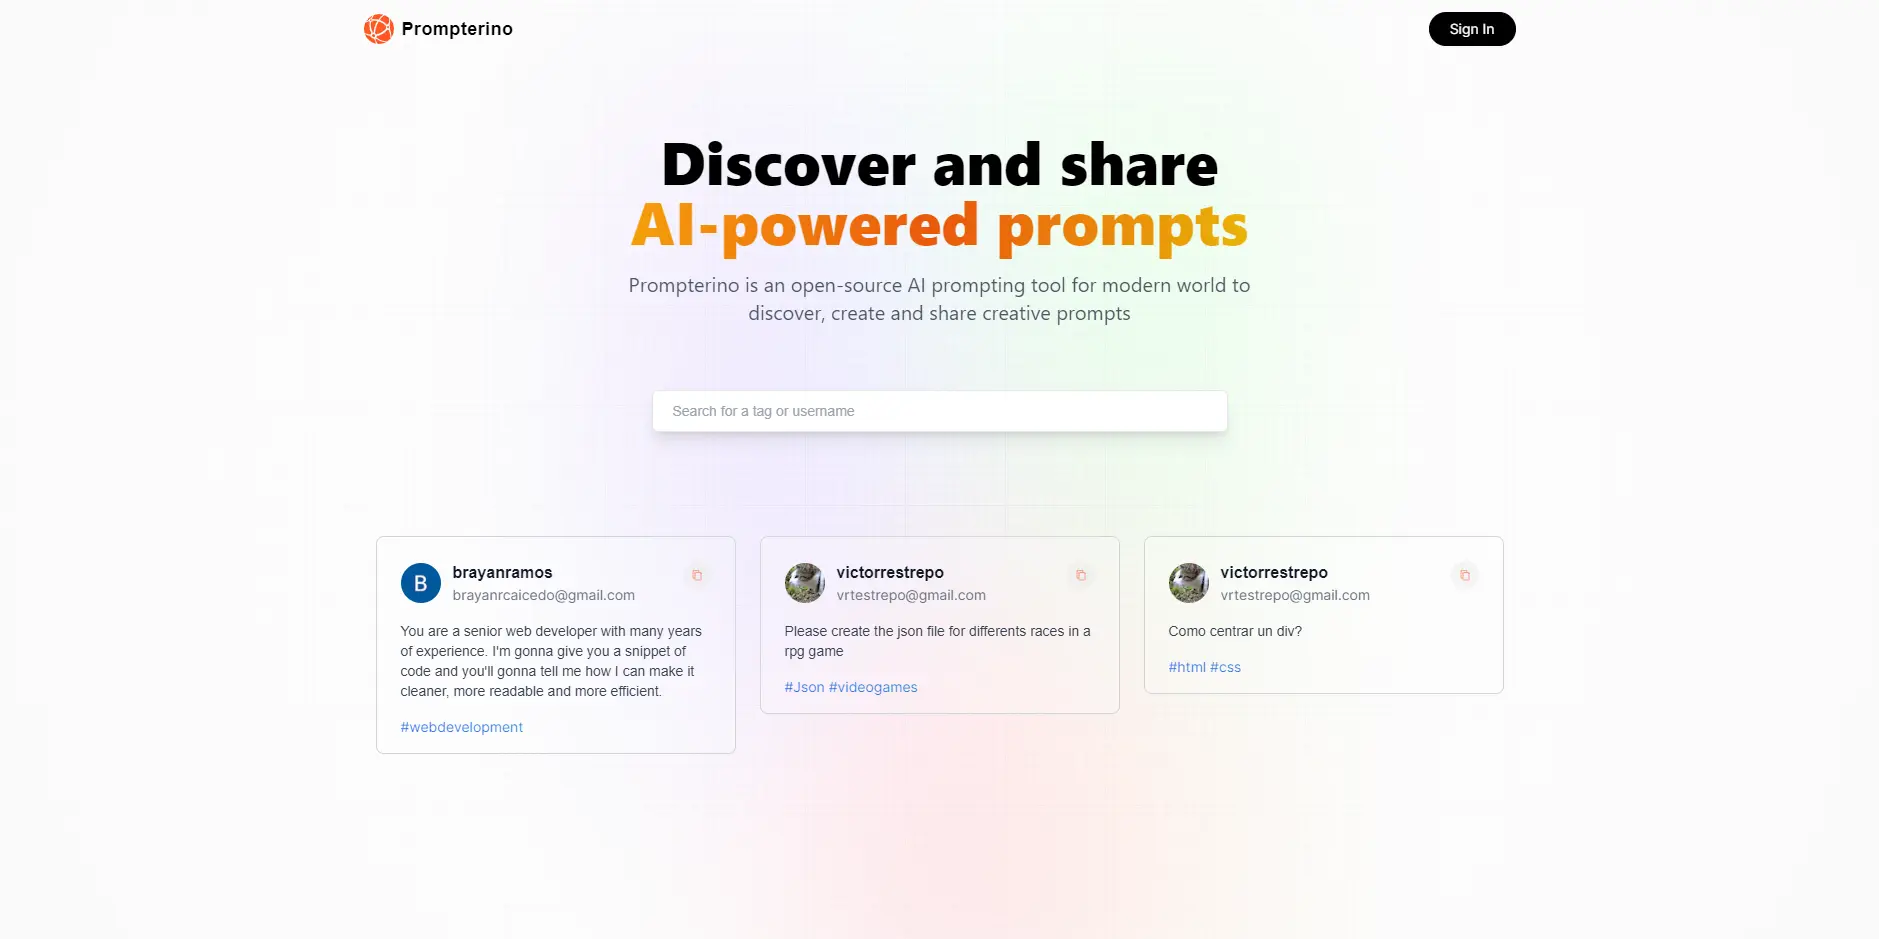 Prompterino
Sign In
Discover and share
AI-powered prompts
Prompterino is an open-source AI prompting tool for modern world to
discover, create and share creative prompts
Search for a tag or username
B
brayanramos
brayanrcaicedo@gmail.com
You are a senior web developer with many years
of experience. I'm gonna give you a snippet of
code and you'll gonna tell me how I can make it
cleaner, more readable and more efficient.
#webdevelopment
victorrestrepo
vrtestrepo@gmail.com
Please create the json file for differents races in a
rpg game
#Json #videogames
victorrestrepo
vrtestrepo@gmail.com
Como centrar un div?
#html #css